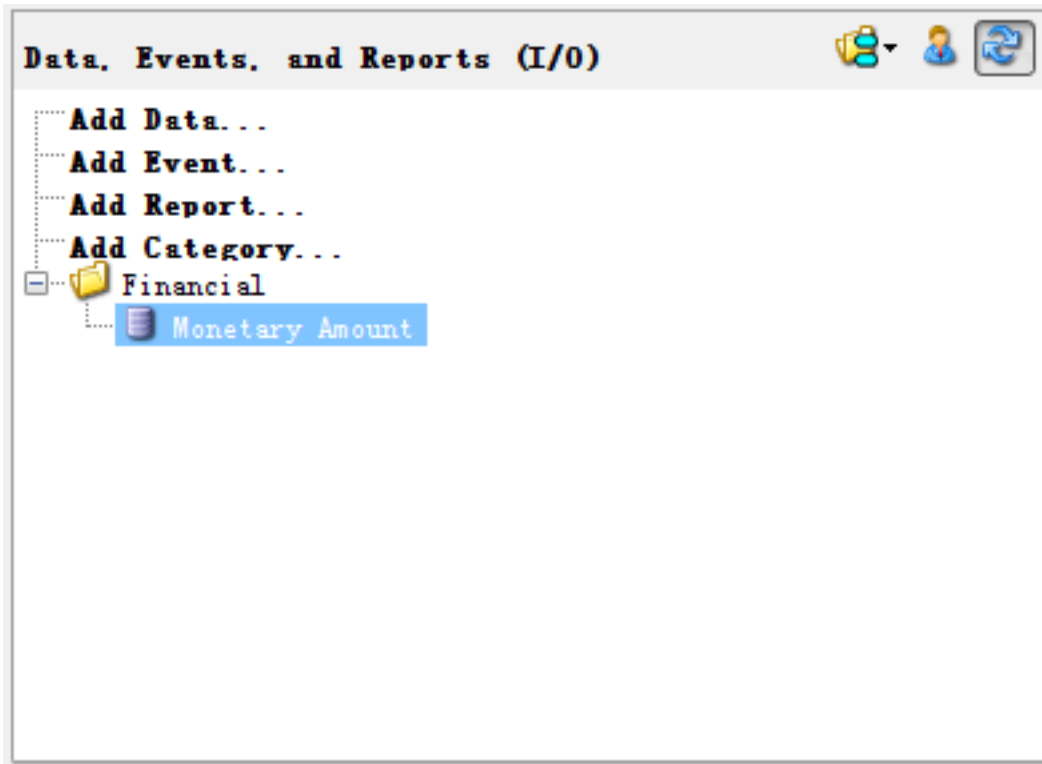 Data, Events, and Reports (I/O)
Add Data...
Add Event...
Add Report...
Add Category...
Financial
Monetary Amount